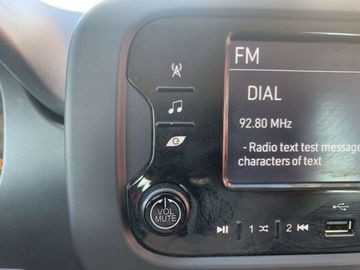 FM
DIAL
92.80 MHz
- Radio text test message
characters of text
VOL
MUTE
1
2